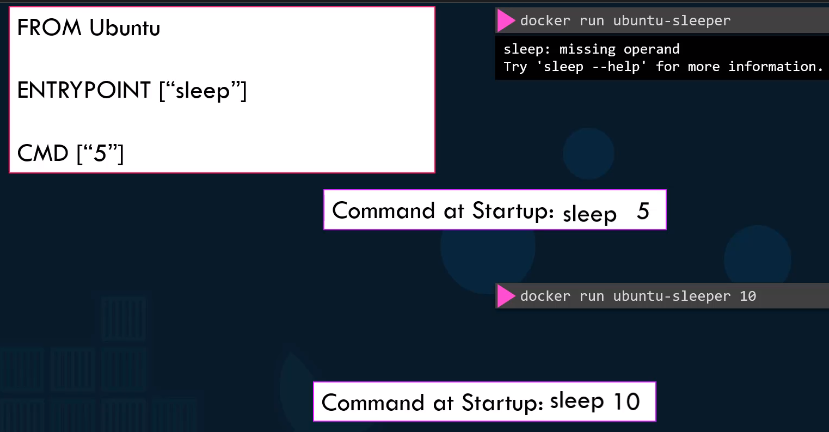 FROM Ubuntu
ENTRYPOINT [“sleep”]
CMD [“5”]
docker run ubuntu-sleeper
sleep: missing operand
Try 'sleep --help' for more information.
Command at Startup: sleep 5
docker run ubuntu-sleeper 10
Command at Startup: sleep 10